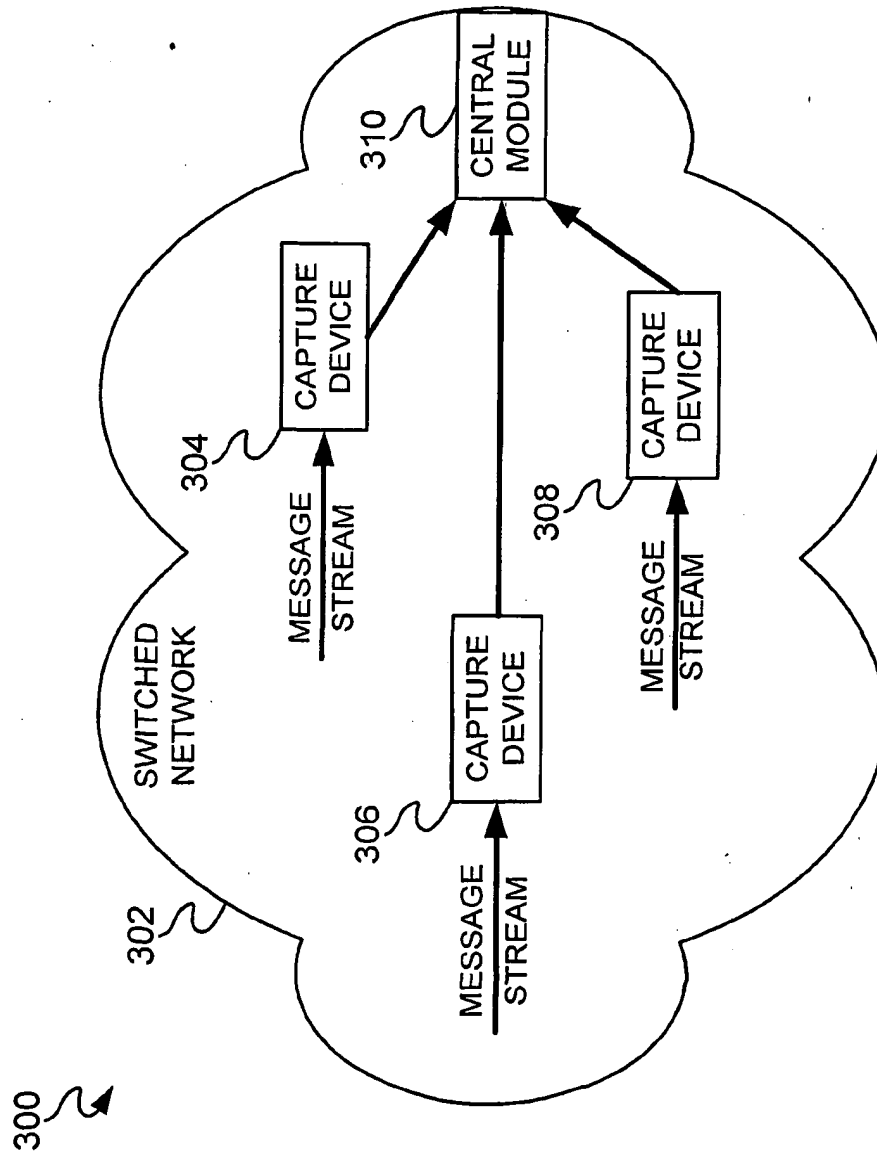 300
302
SWITCHED
NETWORK
304
MESSAGE
STREAM
CAPTURE
DEVICE
310
CENTRAL
MODULE
306
MESSAGE
STREAM
CAPTURE
DEVICE
308
MESSAGE
STREAM
CAPTURE
DEVICE